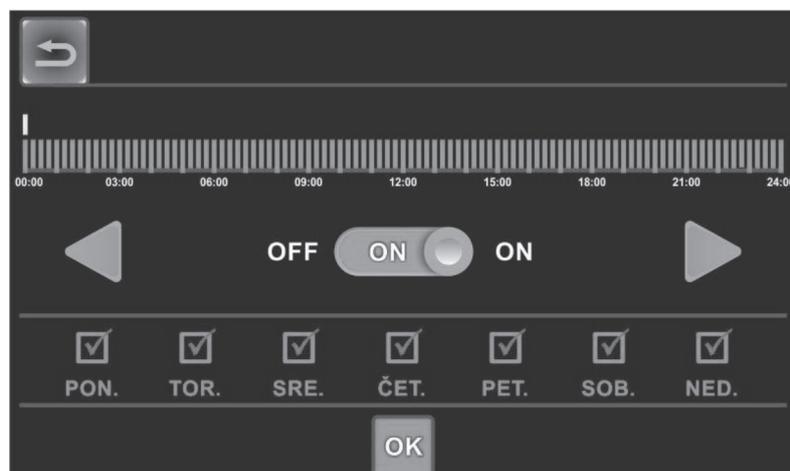 00:00 03:00 06:00 09:00 12:00 15:00 18:00 21:00 24:00
OFF ON ON
PON. TOR. SRE. ČET. PET. SOB. NED.
OK